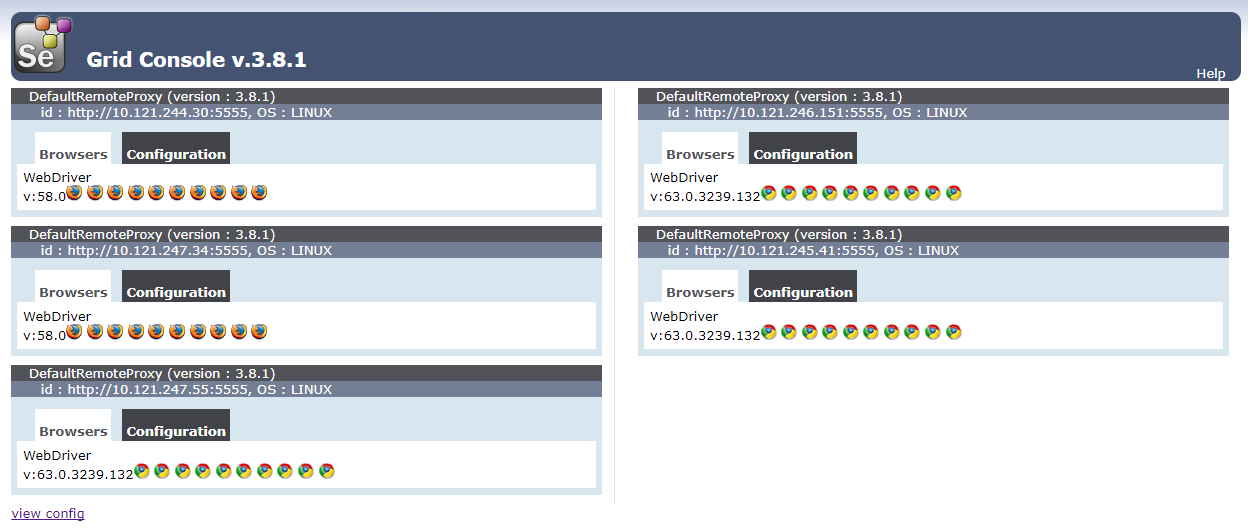 Se
Grid Console v.3.8.1
Help
DefaultRemoteProxy (version : 3.8.1)
id : http://10.121.244.30:5555, OS : LINUX
Browsers Configuration
WebDriver
v:58.0
DefaultRemoteProxy (version : 3.8.1)
id : http://10.121.247.34:5555, OS : LINUX
Browsers Configuration
WebDriver
v:58.0
DefaultRemoteProxy (version : 3.8.1)
id : http://10.121.247.55:5555, OS : LINUX
Browsers Configuration
WebDriver
v:63.0.3239.132
DefaultRemoteProxy (version : 3.8.1)
id : http://10.121.246.151:5555, OS : LINUX
Browsers Configuration
WebDriver
v:63.0.3239.132
DefaultRemoteProxy (version : 3.8.1)
id : http://10.121.245.41:5555, OS : LINUX
Browsers Configuration
WebDriver
v:63.0.3239.132
view config